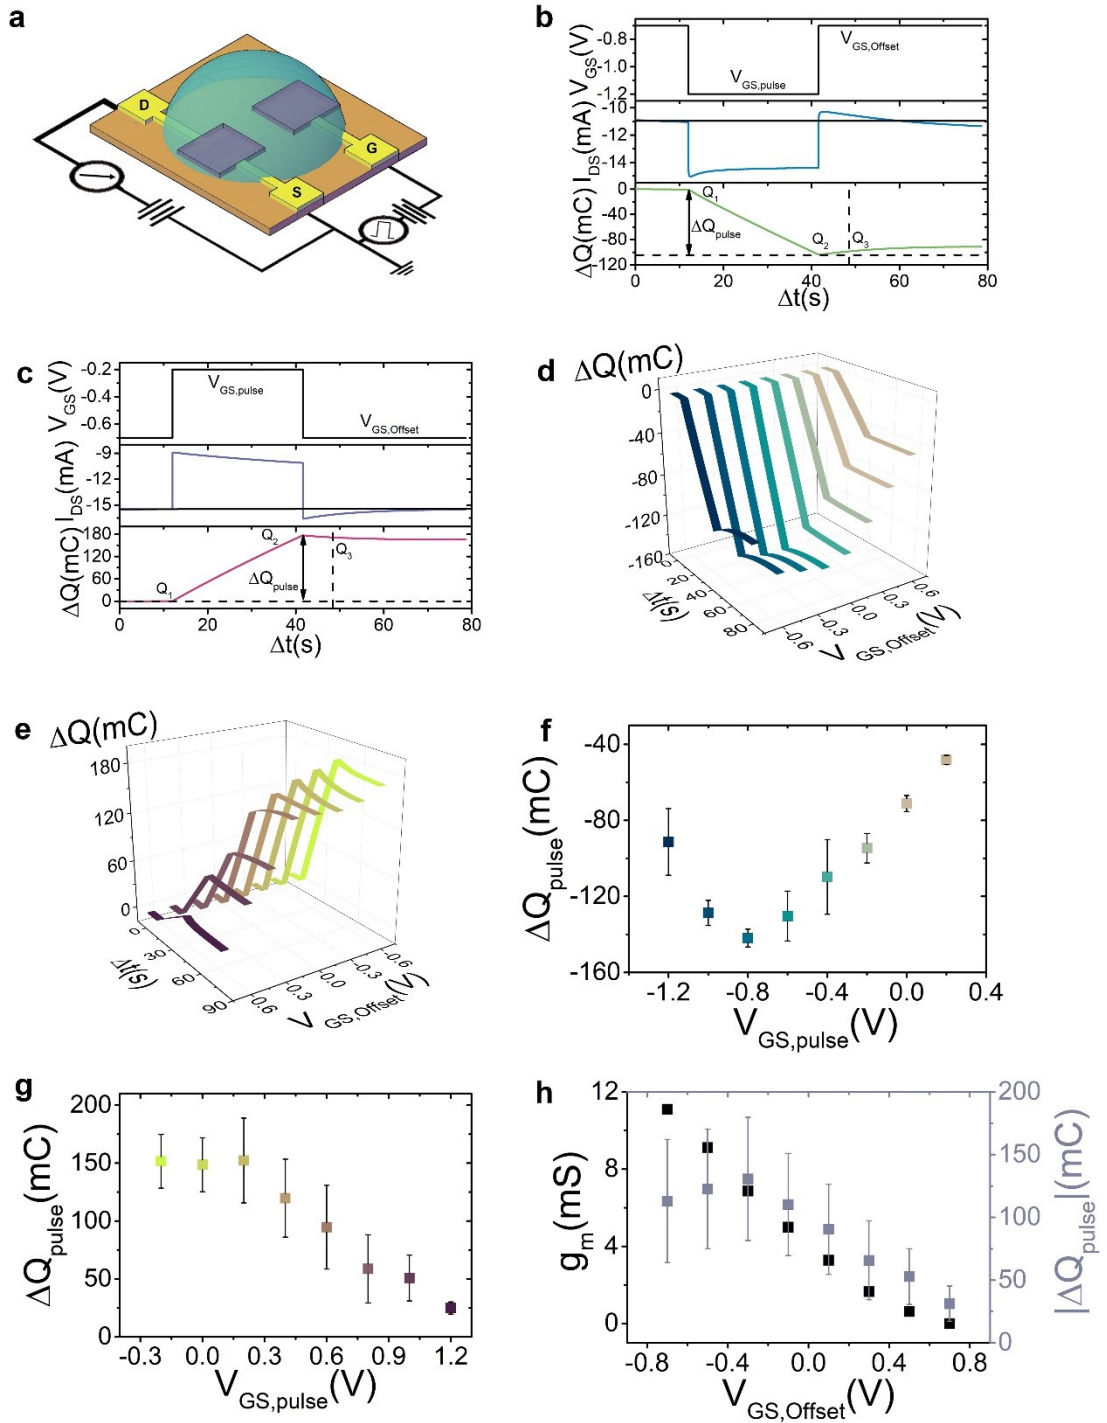 a
D
G
S
b
V_GS(V)
-0.8
-1.0
-1.2
V_GS,Offset
V_GS,pulse
I_DS(mA)
-10
-14
ΔQ(mC)
0
-40
-80
-120
Q_1
ΔQ_pulse
Q_2
Q_3
0 20 40 60 80
Δt(s)
c
V_GS(V)
-0.2
-0.4
-0.6
V_GS,pulse
V_GS,Offset
I_DS(mA)
-9
-12
-15
ΔQ(mC)
180
120
60
0
Q_1
Q_2
ΔQ_pulse
Q_3
0 20 40 60 80
Δt(s)
d
ΔQ(mC)
0
-40
-80
-120
-160
0
20
40
60
80
Δt(s)
-0.6
-0.3
0.0
0.3
0.6
V_GS,Offset(V)
e
ΔQ(mC)
180
120
60
0
0
30
60
90
Δt(s)
0.6
0.3
0.0
-0.3
-0.6
V_GS,Offset(V)
f
ΔQ_pulse(mC)
-40
-80
-120
-160
-1.2 -0.8 -0.4 0.0 0.4
V_GS,pulse(V)
g
ΔQ_pulse(mC)
200
150
100
50
0
-0.3 0.0 0.3 0.6 0.9 1.2
V_GS,pulse(V)
h
g_m(mS)
12
8
4
0
200
150
100
50
0
|ΔQ_pulse|(mC)
-0.8 -0.4 0.0 0.4 0.8
V_GS,Offset(V)